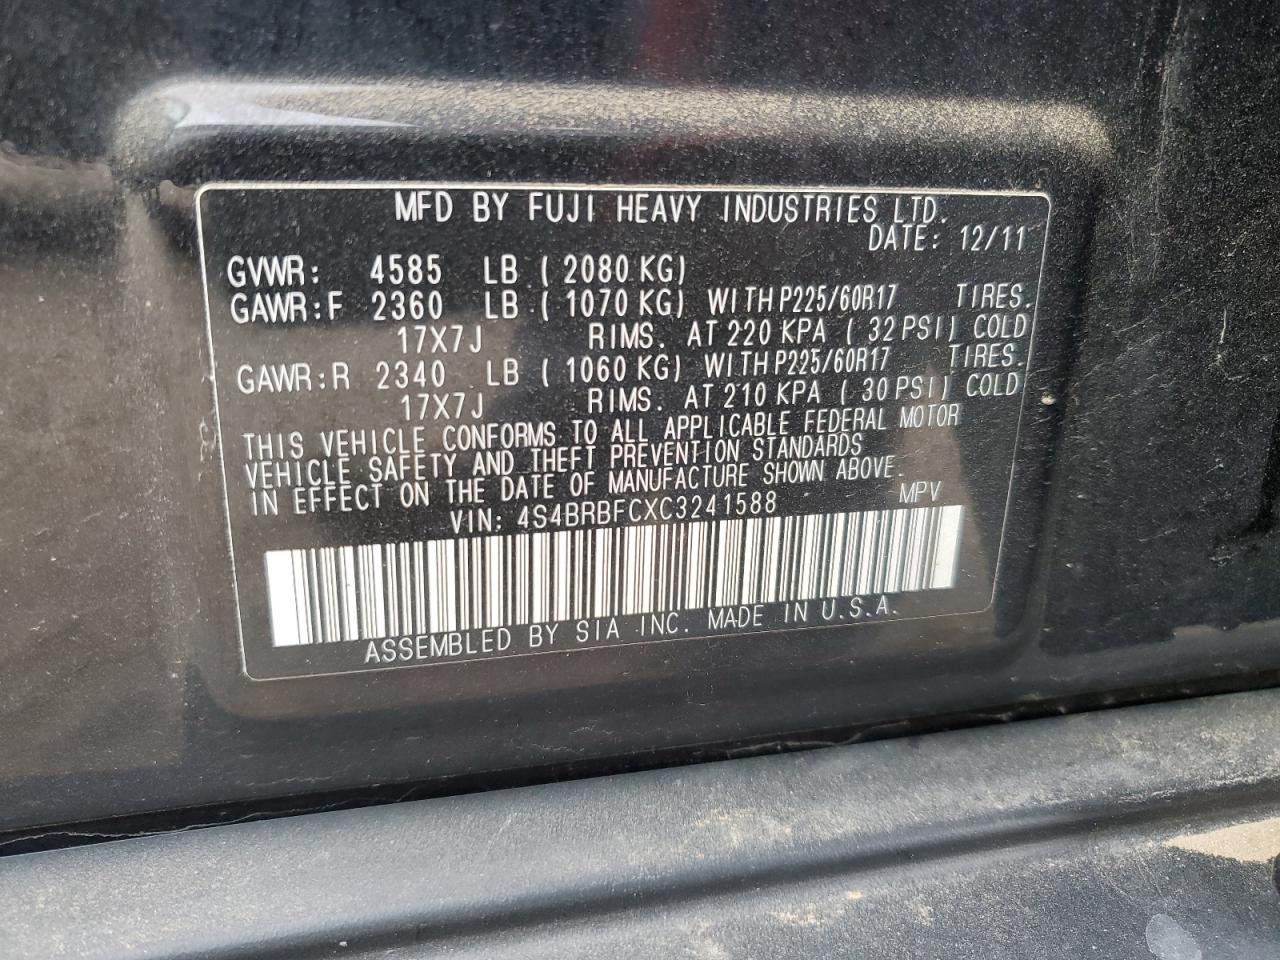 MFD BY FUJI HEAVY INDUSTRIES LTD.
DATE: 12/11
GVWR: 4585 LB ( 2080 KG)
GAWR:F 2360 LB ( 1070 KG) WITH P225/60R17 TIRES.
17X7J RIMS. AT 220 KPA ( 32 PSI) COLD
GAWR:R 2340 LB ( 1060 KG) WITH P225/60R17 TIRES.
17X7J RIMS. AT 210 KPA ( 30 PSI) COLD
THIS VEHICLE CONFORMS TO ALL APPLICABLE FEDERAL MOTOR
VEHICLE SAFETY AND THEFT PREVENTION STANDARDS
IN EFFECT ON THE DATE OF MANUFACTURE SHOWN ABOVE.
VIN: 4S4BRBFCXC3241588 MPV
ASSEMBLED BY SIA INC. MADE IN U.S.A.